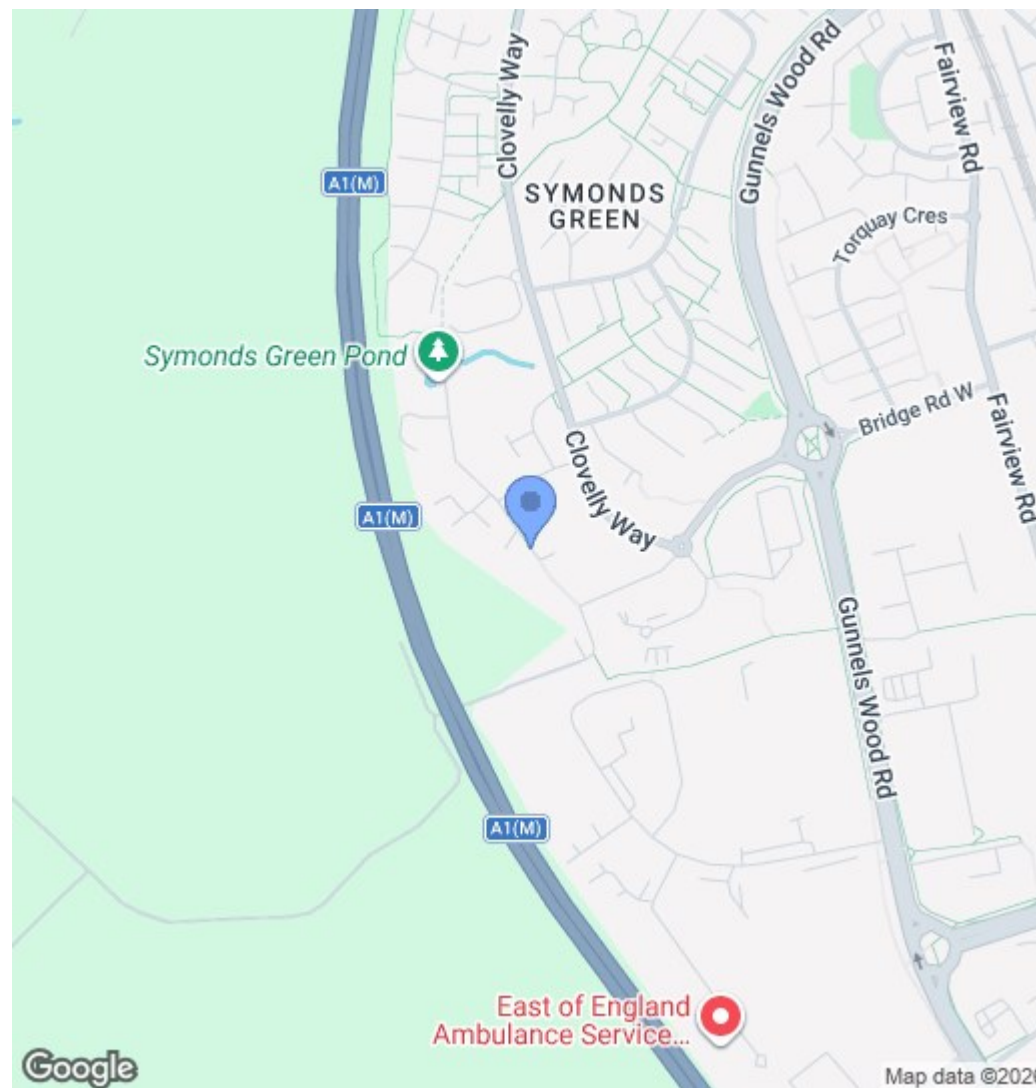 Clovelly Way
Gunnels Wood Rd
Fairview Rd
A1(M)
SYMONDS
GREEN
Torquay Cres
Symonds Green Pond
Bridge Rd W
Fairview Rd
Clovelly Way
A1(M)
Gunnels Wood Rd
A1(M)
East of England
Ambulance Service...
Google
Map data ©202